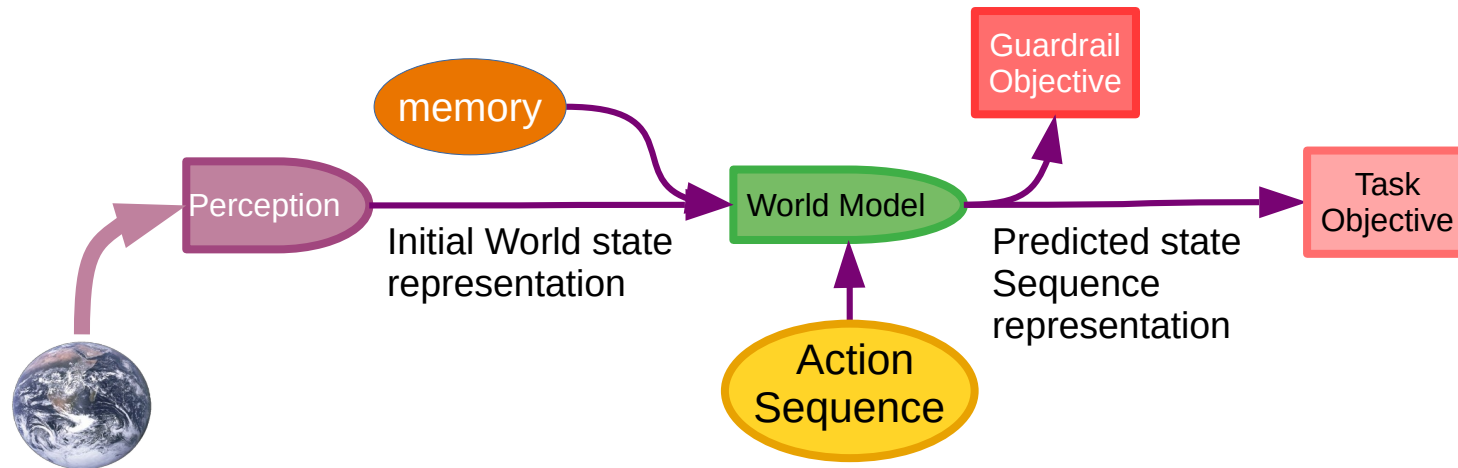 Guardrail
Objective
memory
Perception
World Model
Task
Objective
Initial World state
representation
Predicted state
Sequence
representation
Action
Sequence